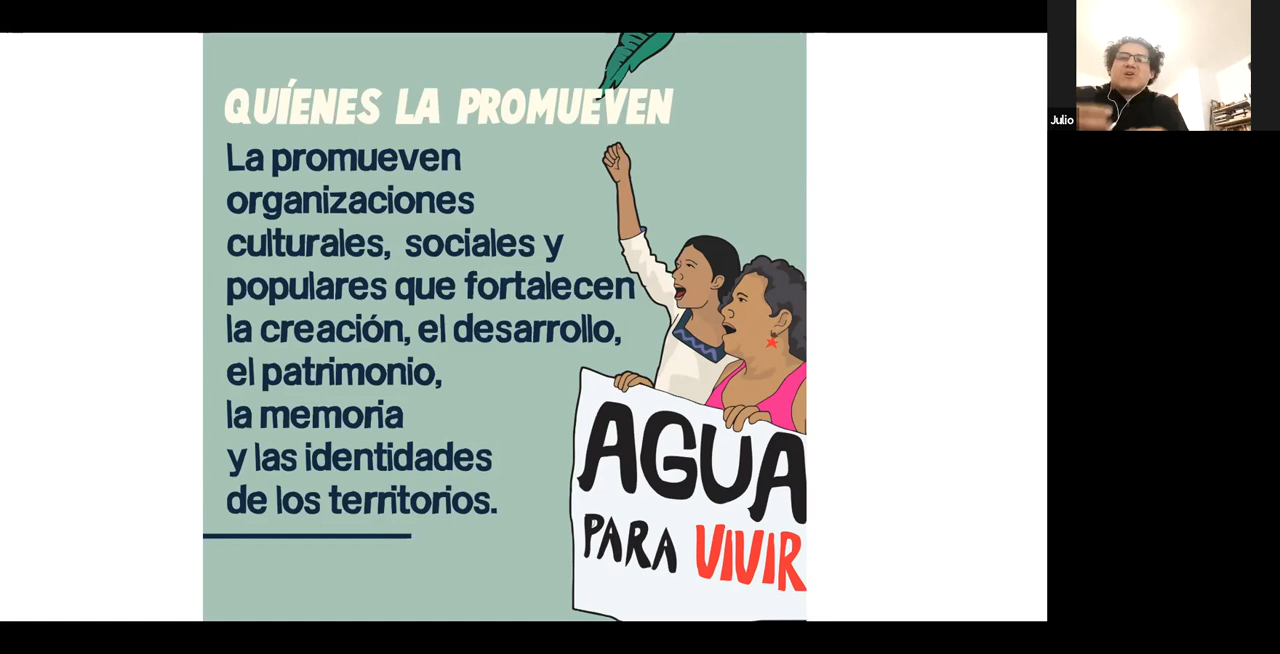 QUÍENES LA PROMUEVEN
La promueven
organizaciones
culturales, sociales y
populares que fortalecen
la creación, el desarrollo,
el patrimonio,
la memoria
y las identidades
de los territorios.
AGUA
PARA VIVIR
Julio